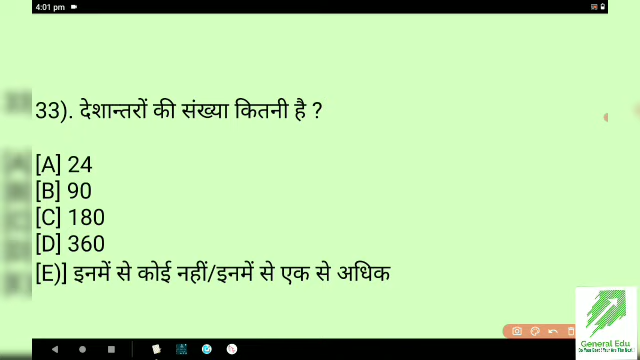 4:01 pm
33). देशान्तरों की संख्या कितनी है ?
[A] 24
[B] 90
[C] 180
[D] 360
[E)] इनमें से कोई नहीं/इनमें से एक से अधिक
General Edu